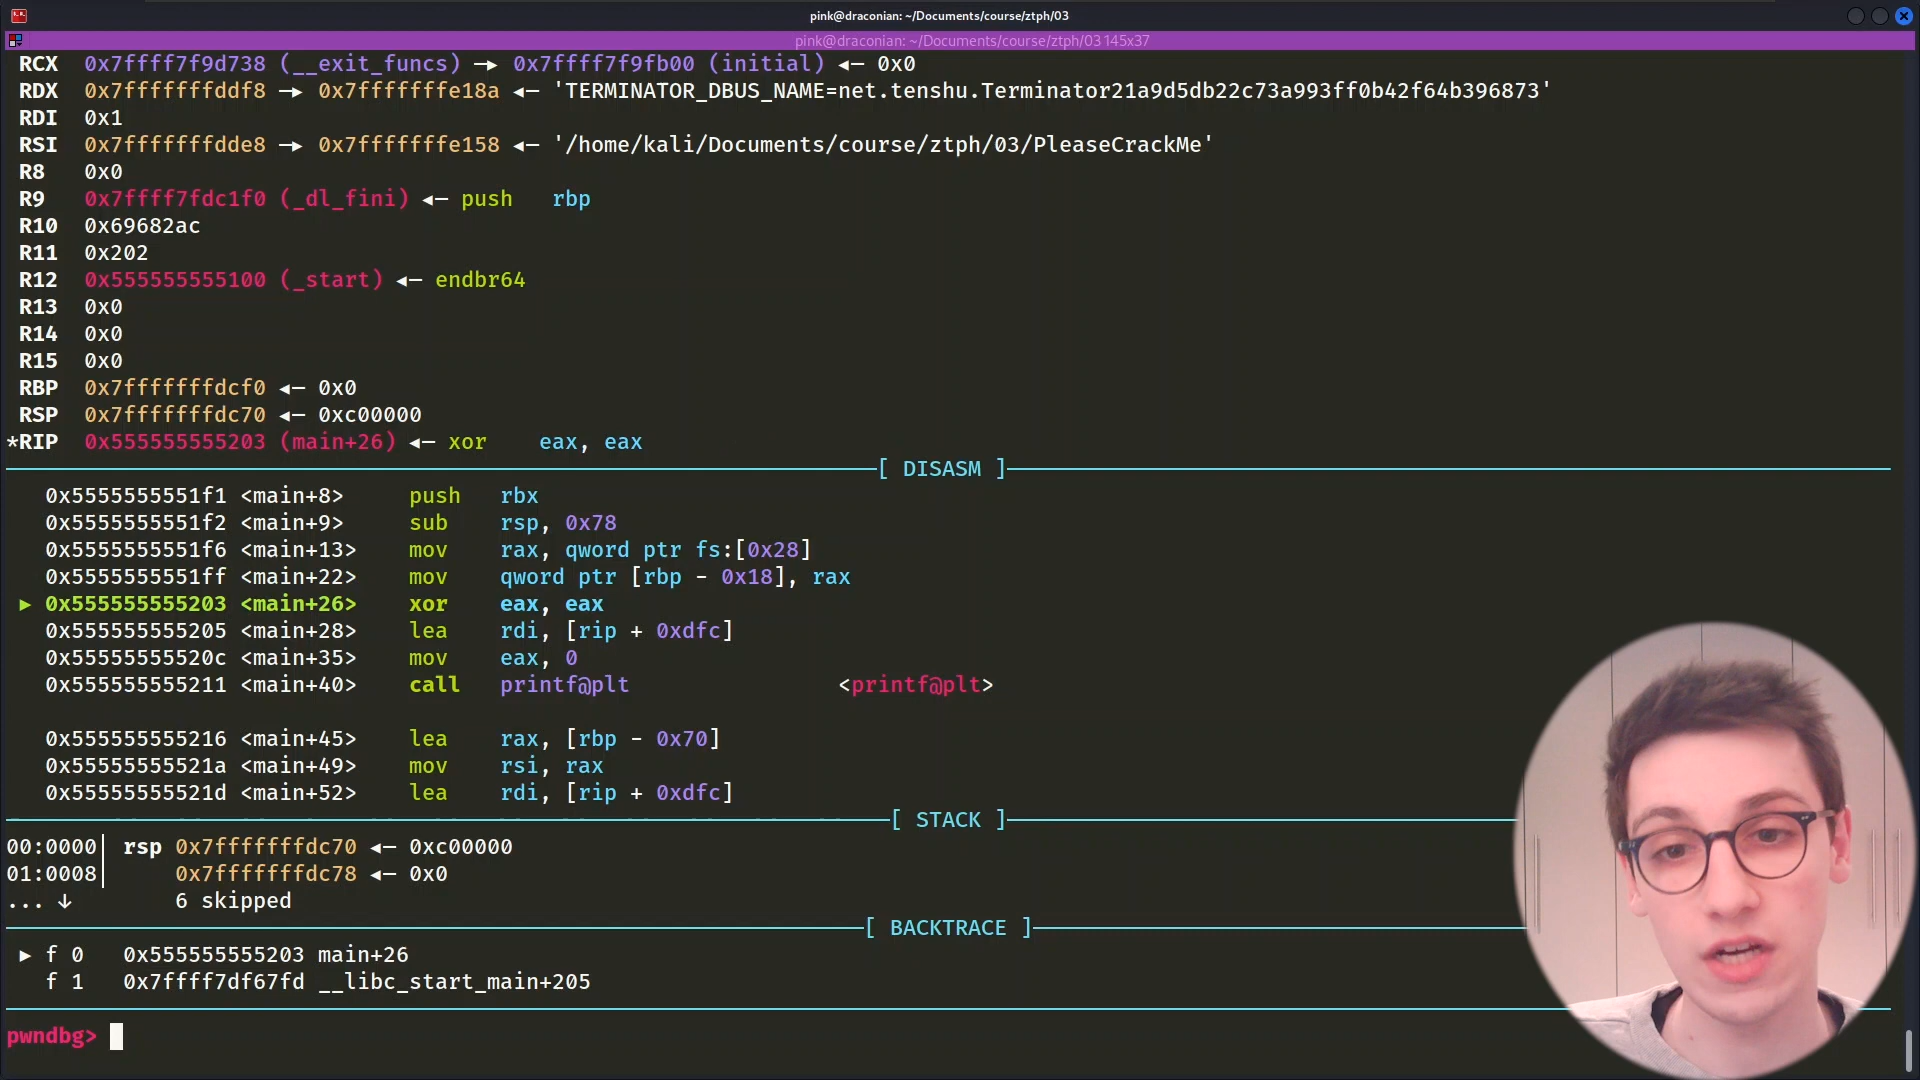 pink@draconian: ~/Documents/course/ztph/03
pink@draconian: ~/Documents/course/ztph/03 145x37
RCX 0x7ffff7f9d738 (__exit_funcs) —▸ 0x7ffff7f9fb00 (initial) ◂— 0x0
RDX 0x7fffffffddf8 —▸ 0x7fffffffe18a ◂— 'TERMINATOR_DBUS_NAME=net.tenshu.Terminator21a9d5db22c73a993ff0b42f64b396873'
RDI 0x1
RSI 0x7fffffffdde8 —▸ 0x7fffffffe158 ◂— '/home/kali/Documents/course/ztph/03/PleaseCrackMe'
R8 0x0
R9 0x7ffff7fdc1f0 (_dl_fini) ◂— push rbp
R10 0x69682ac
R11 0x202
R12 0x555555555100 (_start) ◂— endbr64
R13 0x0
R14 0x0
R15 0x0
RBP 0x7fffffffdcf0 ◂— 0x0
RSP 0x7fffffffdc70 ◂— 0xc00000
*RIP 0x555555555203 (main+26) ◂— xor eax, eax
[ DISASM ]
0x5555555551f1 <main+8> push rbx
0x5555555551f2 <main+9> sub rsp, 0x78
0x5555555551f6 <main+13> mov rax, qword ptr fs:[0x28]
0x5555555551ff <main+22> mov qword ptr [rbp - 0x18], rax
► 0x555555555203 <main+26> xor eax, eax
0x555555555205 <main+28> lea rdi, [rip + 0xdfc]
0x55555555520c <main+35> mov eax, 0
0x555555555211 <main+40> call printf@plt <printf@plt>
0x555555555216 <main+45> lea rax, [rbp - 0x70]
0x55555555521a <main+49> mov rsi, rax
0x55555555521d <main+52> lea rdi, [rip + 0xdfc]
[ STACK ]
00:0000│ rsp 0x7fffffffdc70 ◂— 0xc00000
01:0008│ 0x7fffffffdc78 ◂— 0x0
... ↓ 6 skipped
[ BACKTRACE ]
► f 0 0x555555555203 main+26
f 1 0x7ffff7df67fd __libc_start_main+205
pwndbg>